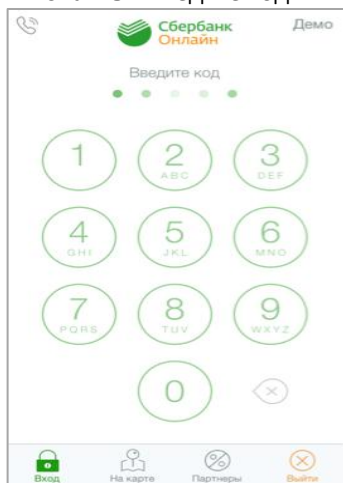 Сбербанк Демо
Онлайн
Введите код
1 2 3
ABC DEF
4 5 6
GHI JKL MNO
7 8 9
PQRS TUV WXYZ
0
Вход На карте Партнеры Выйти